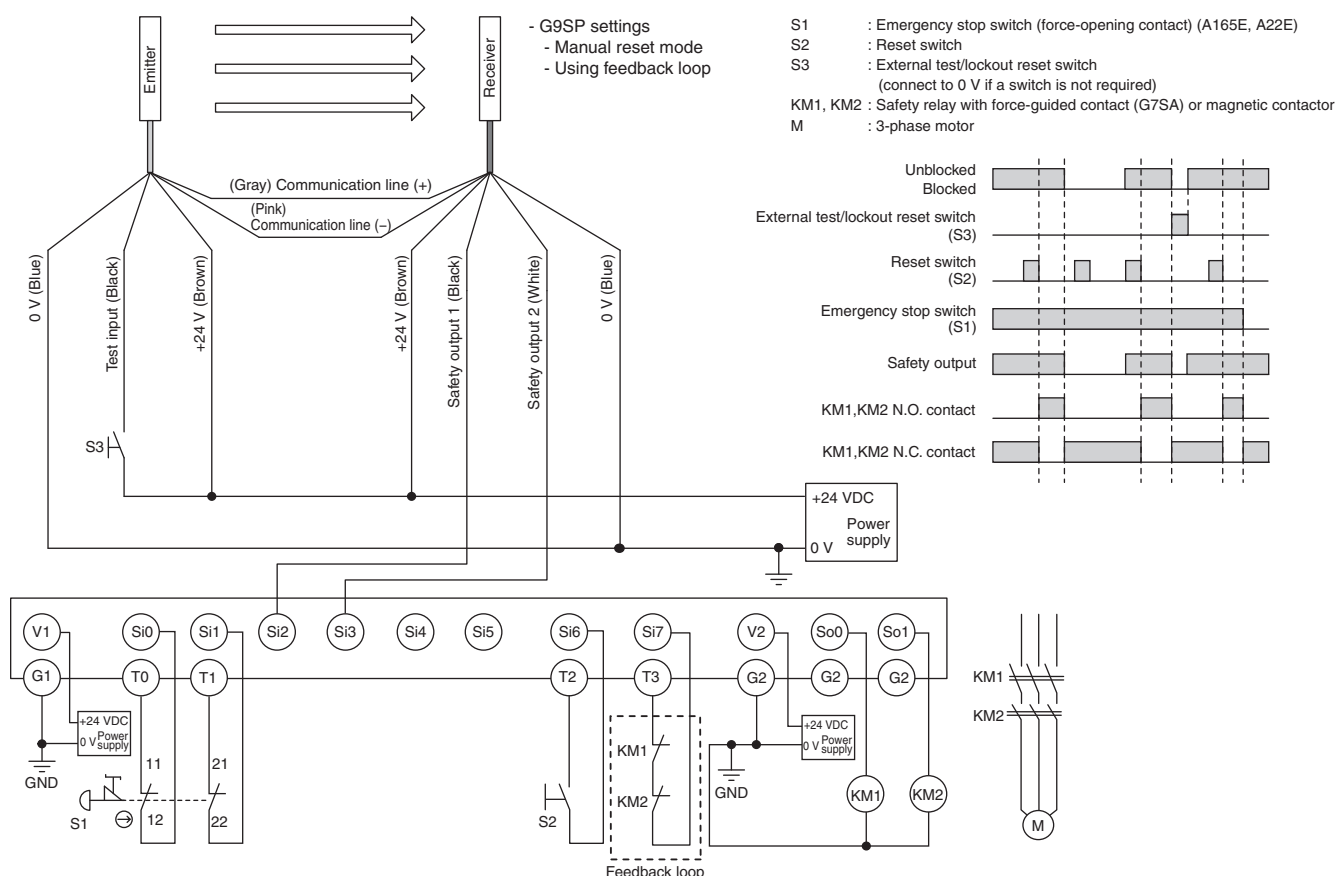 Emitter
Receiver
- G9SP settings
- Manual reset mode
- Using feedback loop
S1 : Emergency stop switch (force-opening contact) (A165E, A22E)
S2 : Reset switch
S3 : External test/lockout reset switch
(connect to 0 V if a switch is not required)
KM1, KM2 : Safety relay with force-guided contact (G7SA) or magnetic contactor
M : 3-phase motor
(Gray) Communication line (+)
(Pink)
Communication line (–)
0 V (Blue)
Test input (Black)
+24 V (Brown)
+24 V (Brown)
Safety output 1 (Black)
Safety output 2 (White)
0 V (Blue)
S3
+24 VDC
Power
supply
0 V
Unblocked
Blocked
External test/lockout reset switch
(S3)
Reset switch
(S2)
Emergency stop switch
(S1)
Safety output
KM1,KM2 N.O. contact
KM1,KM2 N.C. contact
V1 Si0 Si1 Si2 Si3 Si4 Si5 Si6 Si7 V2 So0 So1
G1 T0 T1 T2 T3 G2 G2 G2
+24 VDC
Power
0 V supply
GND
11
12
21
22
S1
S2
KM1
KM2
Feedback loop
+24 VDC
Power
0 V supply
GND
KM1
KM2
KM1
KM2
M